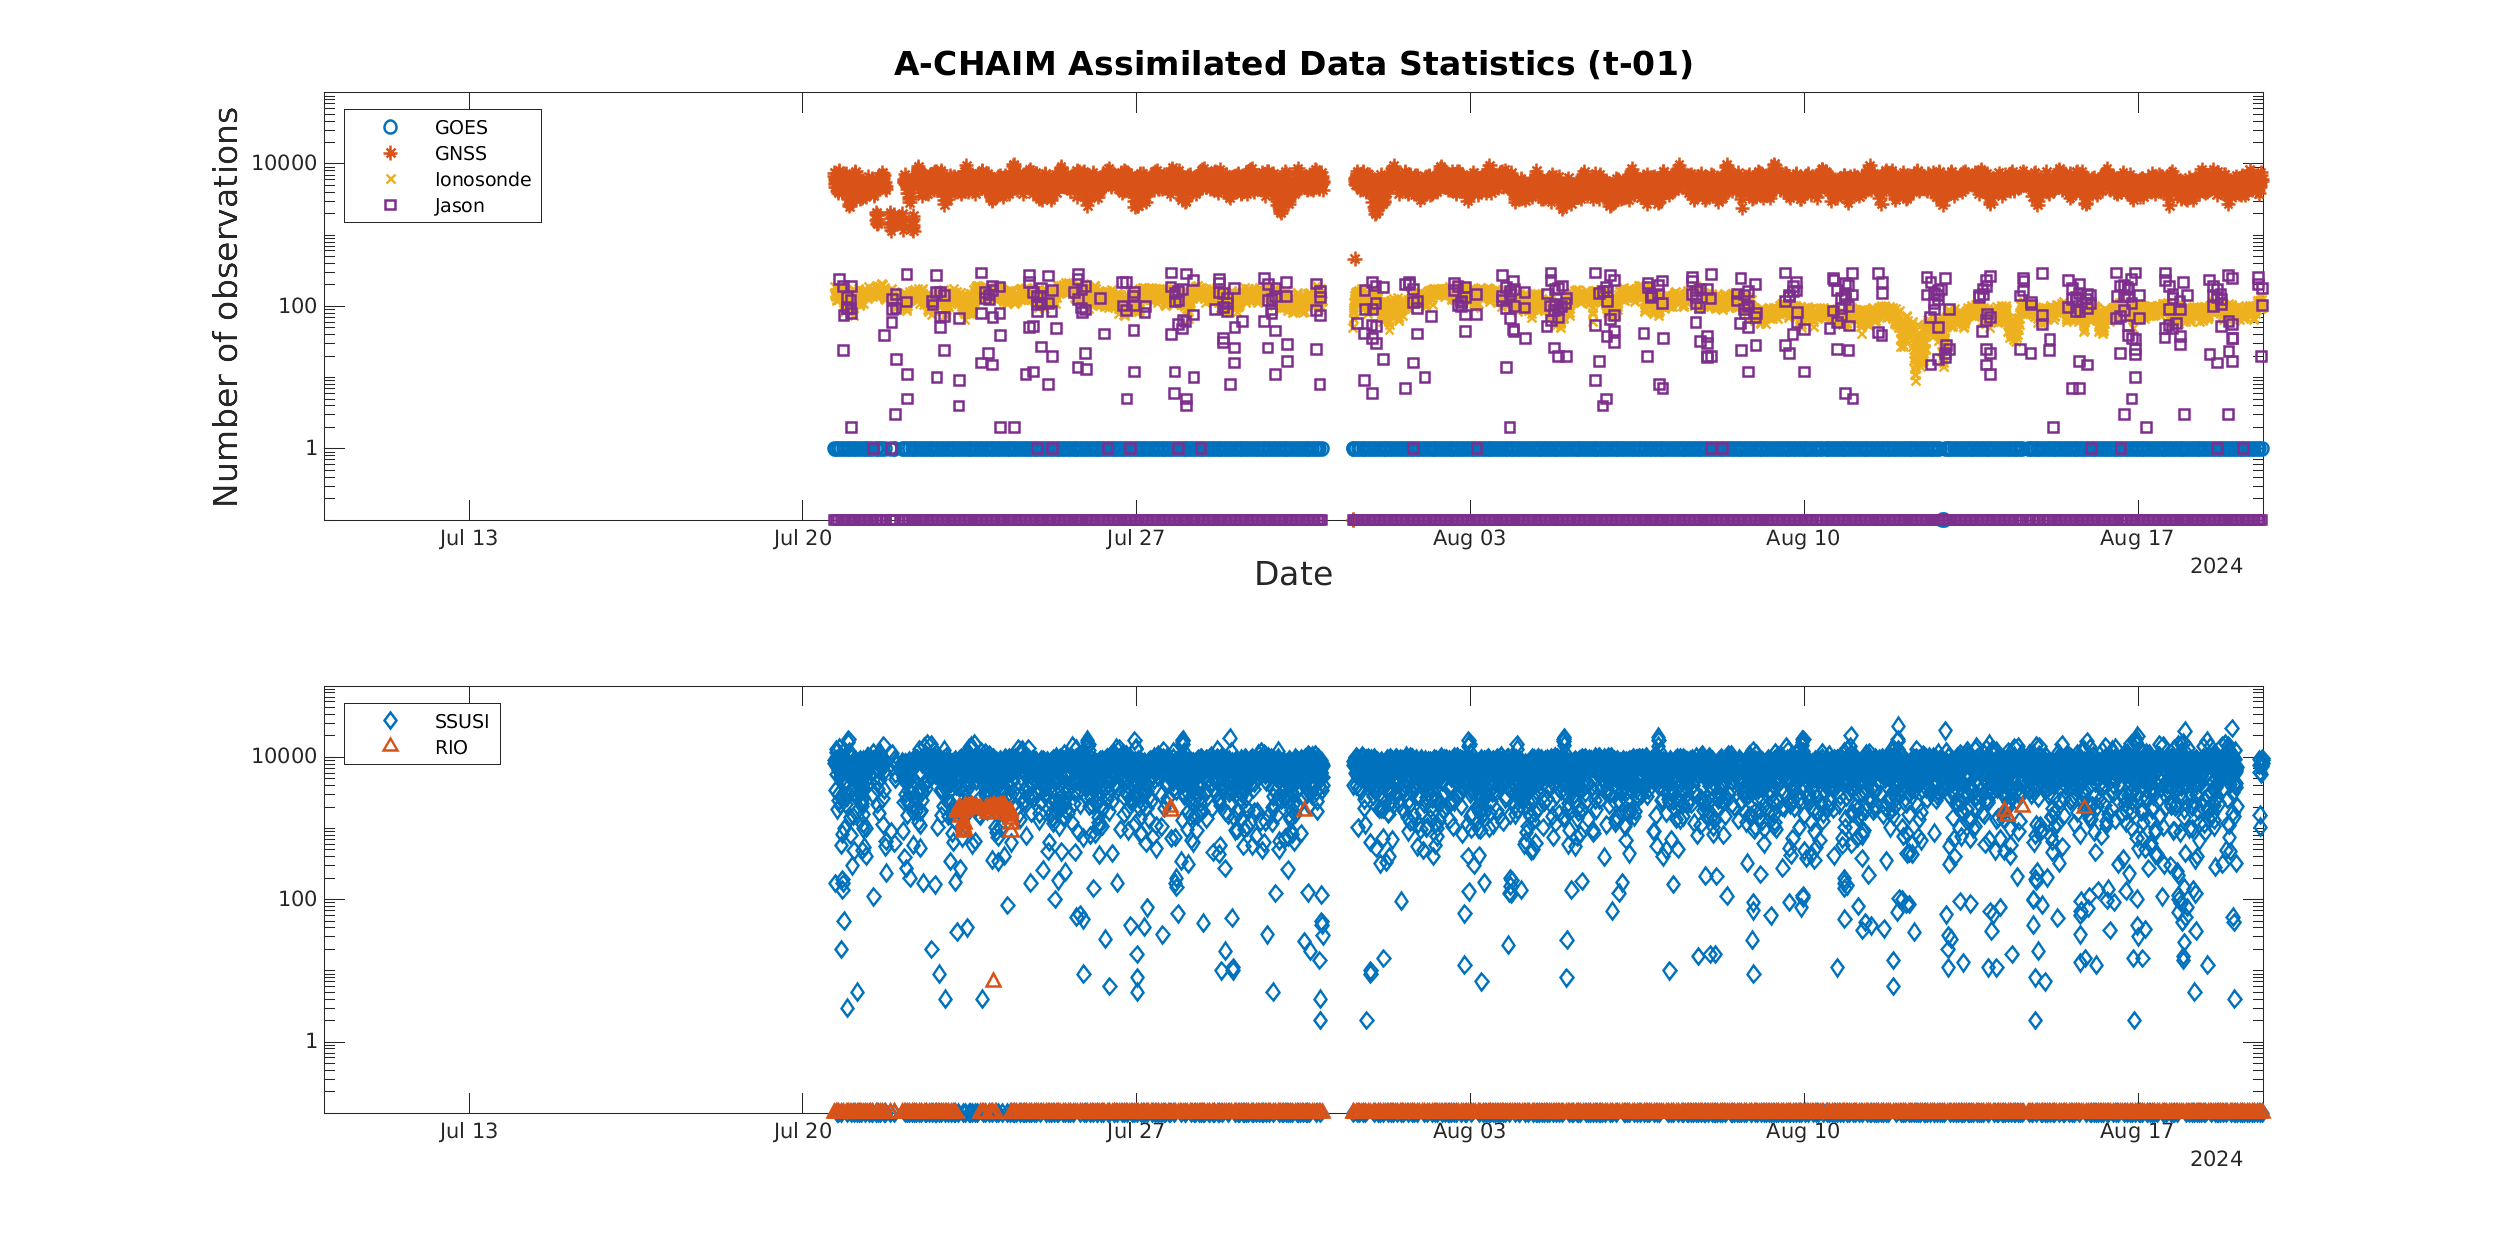 A-CHAIM Assimilated Data Statistics (t-01)
Number of observations
10000
100
1
GOES
GNSS
Ionosonde
Jason
Jul 13
Jul 20
Jul 27
Aug 03
Aug 10
Aug 17
2024
Date
10000
100
1
SSUSI
RIO
Jul 13
Jul 20
Jul 27
Aug 03
Aug 10
Aug 17
2024